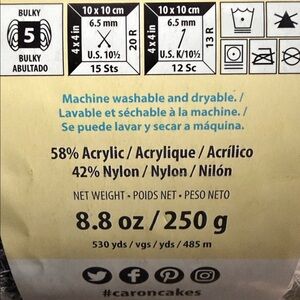 BULKY
5
BULKY
ABULTADO
10 x 10 cm
4 x 4 in
6.5 mm
20 R
U.S. 10½
15 Sts
10 x 10 cm
4 x 4 in
6.5 mm
13 R
U.S. K/10½
12 Sc
Machine washable and dryable. /
Lavable et séchable à la machine. /
Se puede lavar y secar a máquina.
58% Acrylic / Acrylique / Acrílico
42% Nylon / Nylon / Nilón
NET WEIGHT • POIDS NET • PESO NETO
8.8 oz / 250 g
530 yds / vgs / yds / 485 m
#caroncakes